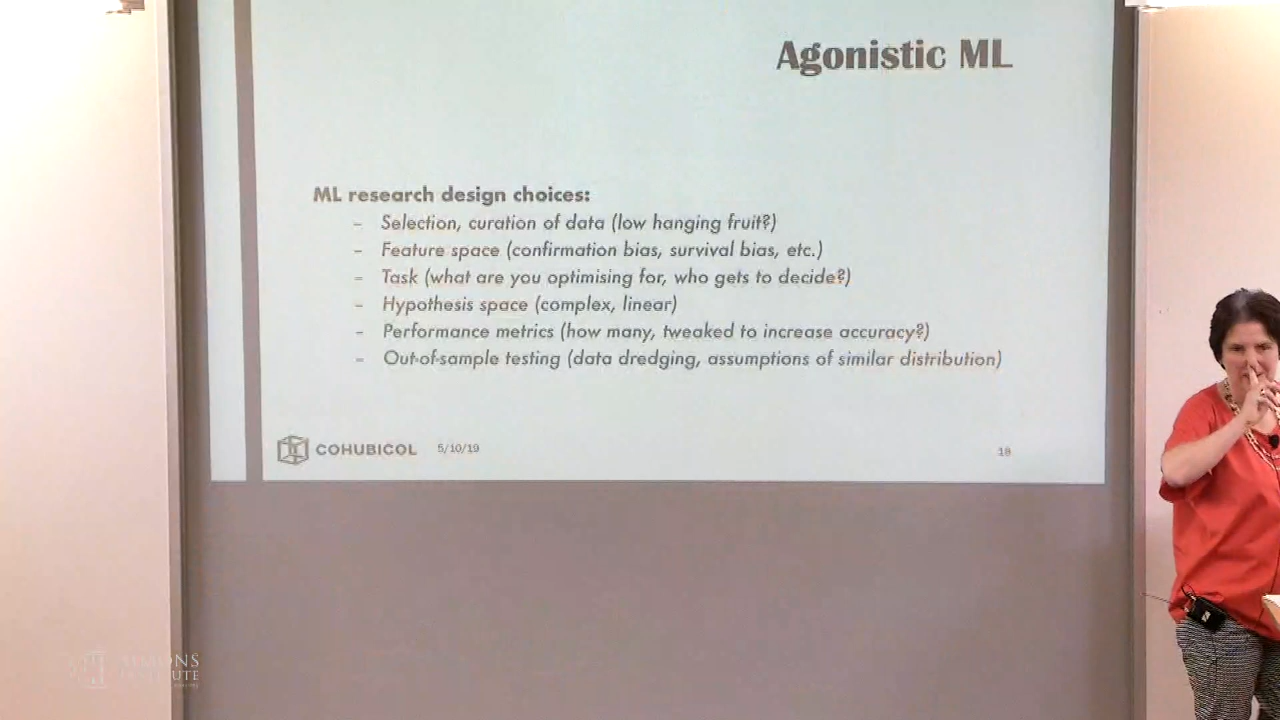 Agonistic ML
ML research design choices:
– Selection, curation of data (low hanging fruit?)
– Feature space (confirmation bias, survival bias, etc.)
– Task (what are you optimising for, who gets to decide?)
– Hypothesis space (complex, linear)
– Performance metrics (how many, tweaked to increase accuracy?)
– Out-of-sample testing (data dredging, assumptions of similar distribution)
COHUBICOL 5/10/19 18
SIMONS
INSTITUTE